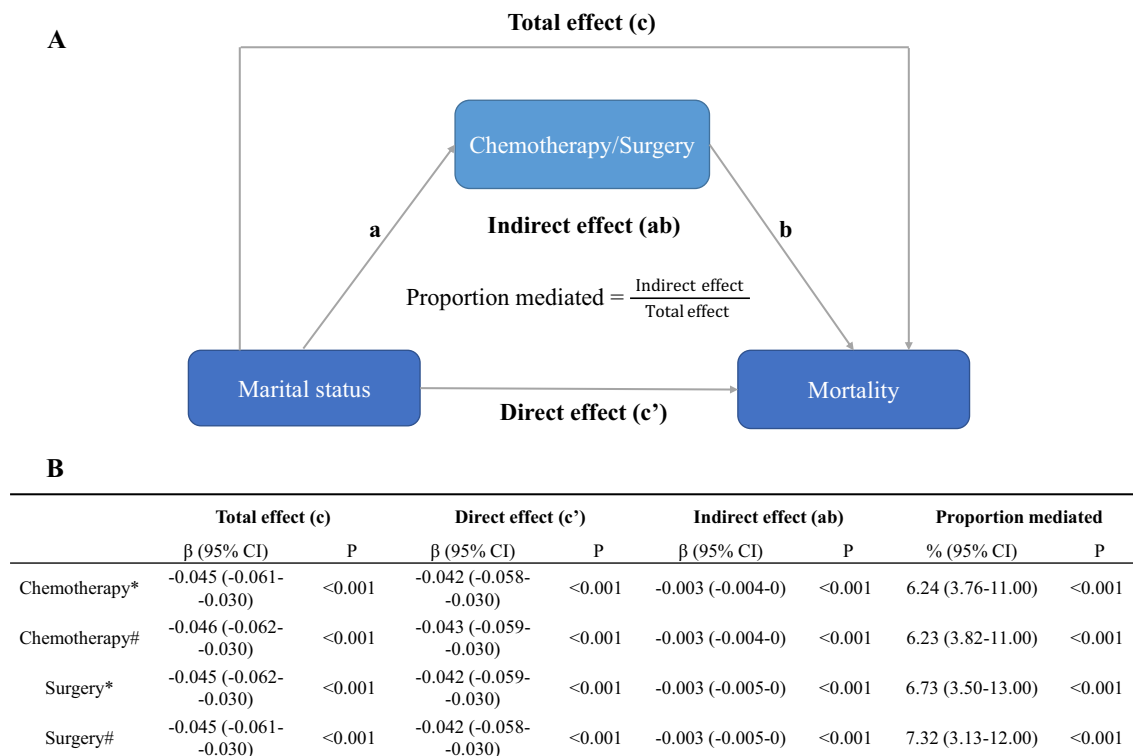 Total effect (c)
A
Chemotherapy/Surgery
a
Indirect effect (ab)
b
Proportion mediated = Indirect effect / Total effect
Marital status
Direct effect (c’)
Mortality
B
Total effect (c) Direct effect (c’) Indirect effect (ab) Proportion mediated
β (95% CI) P β (95% CI) P β (95% CI) P % (95% CI) P
Chemotherapy* -0.045 (-0.061--0.030) <0.001 -0.042 (-0.058--0.030) <0.001 -0.003 (-0.004-0) <0.001 6.24 (3.76-11.00) <0.001
Chemotherapy# -0.046 (-0.062--0.030) <0.001 -0.043 (-0.059--0.030) <0.001 -0.003 (-0.004-0) <0.001 6.23 (3.82-11.00) <0.001
Surgery* -0.045 (-0.062--0.030) <0.001 -0.042 (-0.059--0.030) <0.001 -0.003 (-0.005-0) <0.001 6.73 (3.50-13.00) <0.001
Surgery# -0.045 (-0.061--0.030) <0.001 -0.042 (-0.058--0.030) <0.001 -0.003 (-0.005-0) <0.001 7.32 (3.13-12.00) <0.001